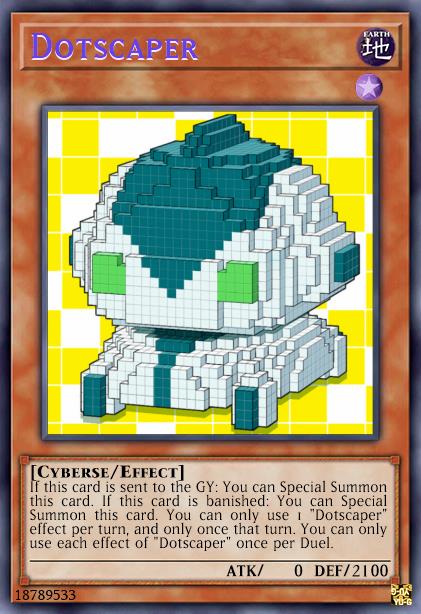 Dotscaper
EARTH
地
[Cyberse/Effect]
If this card is sent to the GY: You can Special Summon
this card. If this card is banished: You can Special
Summon this card. You can only use 1 "Dotscaper"
effect per turn, and only once that turn. You can only
use each effect of "Dotscaper" once per Duel.
ATK/ 0 DEF/2100
18789533